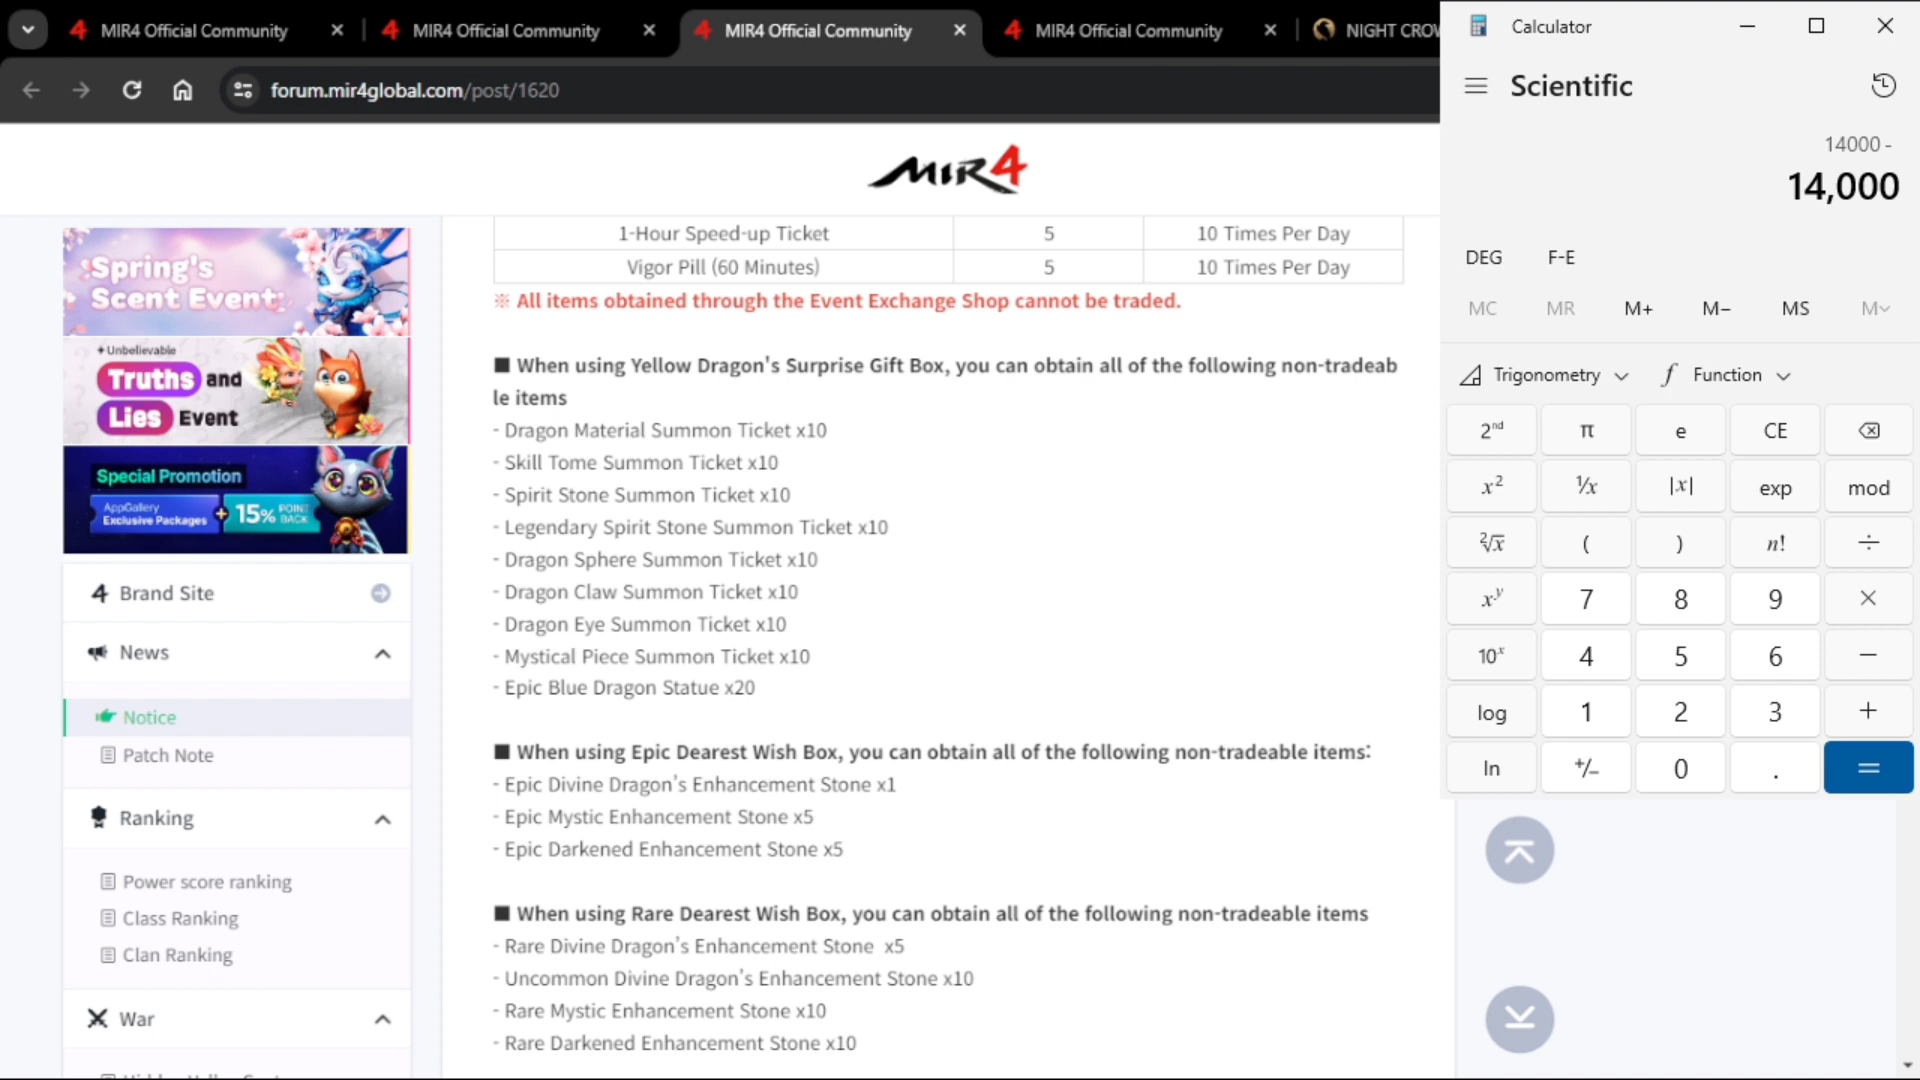 MIR4 Official Community
MIR4 Official Community
MIR4 Official Community
MIR4 Official Community
NIGHT CROW
forum.mir4global.com/post/1620
MIR4
Spring's
Scent Event
Unbelievable
Truths and
Lies Event
Special Promotion
AppGallery
Exclusive Packages + 15% POINT BACK
4 Brand Site
News
Notice
Patch Note
Ranking
Power score ranking
Class Ranking
Clan Ranking
War
1-Hour Speed-up Ticket 5 10 Times Per Day
Vigor Pill (60 Minutes) 5 10 Times Per Day
※ All items obtained through the Event Exchange Shop cannot be traded.
■ When using Yellow Dragon's Surprise Gift Box, you can obtain all of the following non-tradeab
le items
- Dragon Material Summon Ticket x10
- Skill Tome Summon Ticket x10
- Spirit Stone Summon Ticket x10
- Legendary Spirit Stone Summon Ticket x10
- Dragon Sphere Summon Ticket x10
- Dragon Claw Summon Ticket x10
- Dragon Eye Summon Ticket x10
- Mystical Piece Summon Ticket x10
- Epic Blue Dragon Statue x20
■ When using Epic Dearest Wish Box, you can obtain all of the following non-tradeable items:
- Epic Divine Dragon's Enhancement Stone x1
- Epic Mystic Enhancement Stone x5
- Epic Darkened Enhancement Stone x5
■ When using Rare Dearest Wish Box, you can obtain all of the following non-tradeable items
- Rare Divine Dragon's Enhancement Stone  x5
- Uncommon Divine Dragon's Enhancement Stone x10
- Rare Mystic Enhancement Stone x10
- Rare Darkened Enhancement Stone x10
Calculator
Scientific
14000 -
14,000
DEG F-E
MC MR M+ M− MS M
Trigonometry f Function
2nd π e CE
x² ¹/x |x| exp mod
²√x ( ) n! ÷
xʸ 7 8 9 ×
10ˣ 4 5 6 −
log 1 2 3 +
ln +/− 0 . =